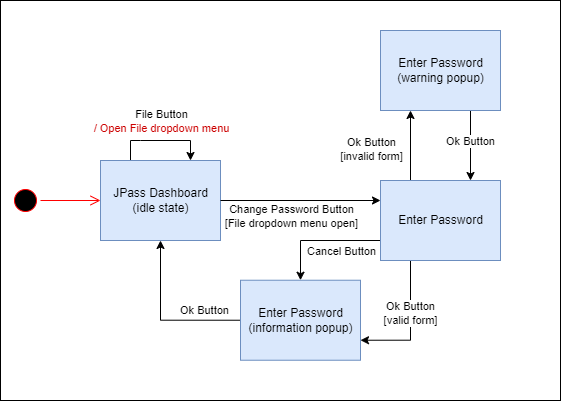 Enter Password
(warning popup)
File Button
/ Open File dropdown menu
Ok Button
[invalid form]
Ok Button
JPass Dashboard
(idle state)
Change Password Button
[File dropdown menu open]
Enter Password
Cancel Button
Ok Button
Enter Password
(information popup)
Ok Button
[valid form]